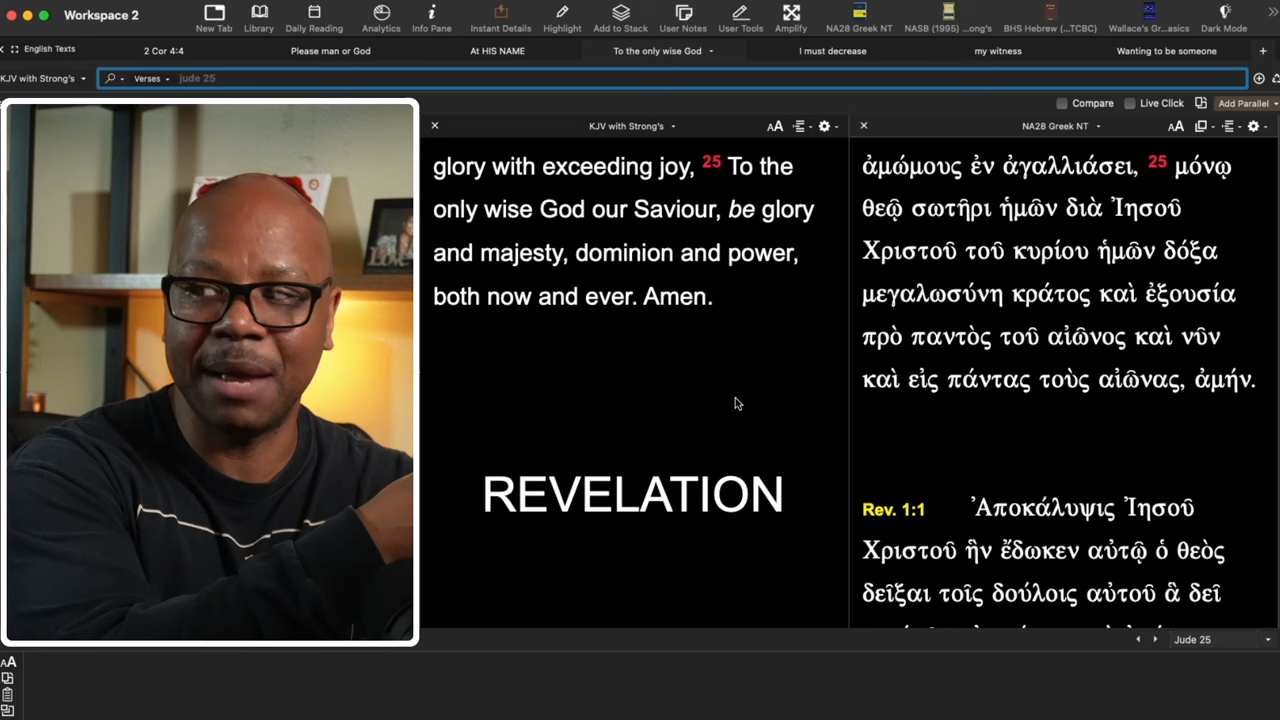 Workspace 2
New Tab
Library
Daily Reading
Analytics
Info Pane
Instant Details
Highlight
Add to Stack
User Notes
User Tools
Amplify
NA28 Greek NT
NASB (1995) ...ong's)
BHS Hebrew (...TCBC)
Wallace's Gr...asics
Dark Mode
English Texts
2 Cor 4:4
Please man or God
At HIS NAME
To the only wise God
I must decrease
my witness
Wanting to be someone
KJV with Strong's
Verses
jude 25
Compare
Live Click
Add Parallel
KJV with Strong's
glory with exceeding joy, 25 To the
only wise God our Saviour, be glory
and majesty, dominion and power,
both now and ever. Amen.
REVELATION
NA28 Greek NT
ἀμώμους ἐν ἀγαλλιάσει, 25 μόνῳ
θεῷ σωτῆρι ἡμῶν διὰ Ἰησοῦ
Χριστοῦ τοῦ κυρίου ἡμῶν δόξα
μεγαλωσύνη κράτος καὶ ἐξουσία
πρὸ παντὸς τοῦ αἰῶνος καὶ νῦν
καὶ εἰς πάντας τοὺς αἰῶνας, ἀμήν.
Rev. 1:1 Ἀποκάλυψις Ἰησοῦ
Χριστοῦ ἣν ἔδωκεν αὐτῷ ὁ θεὸς
δεῖξαι τοῖς δούλοις αὐτοῦ ἃ δεῖ
Jude 25